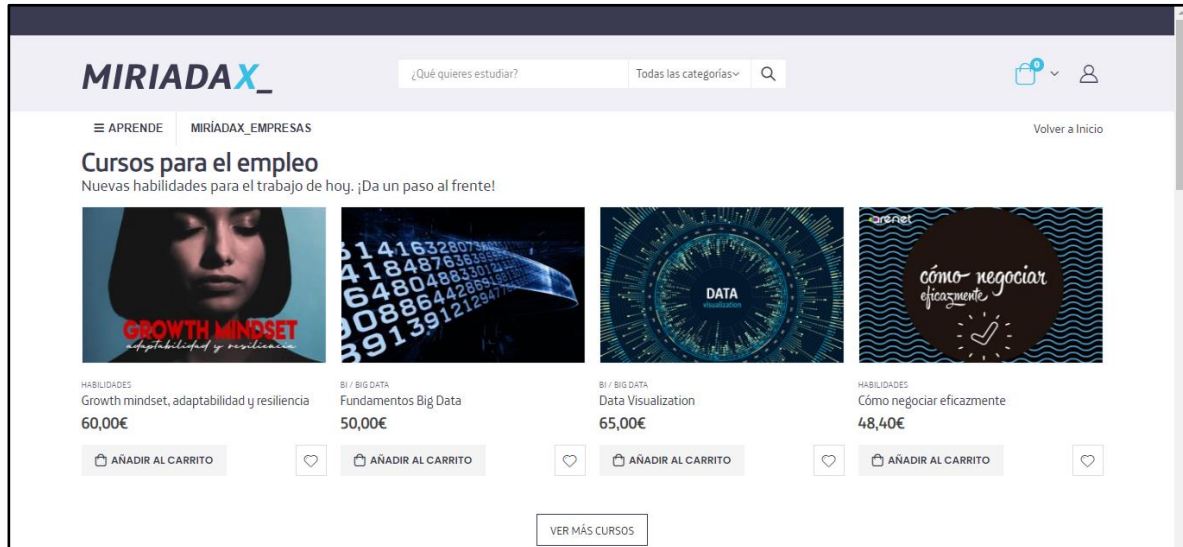 MIRIADAX_
¿Qué quieres estudiar?
Todas las categorías
0
APRENDE
MIRÍADAX_EMPRESAS
Volver a Inicio
Cursos para el empleo
Nuevas habilidades para el trabajo de hoy. ¡Da un paso al frente!
GROWTH MINDSET
adaptabilidad y resiliencia
DATA
visualization
arenet
cómo negociar
eficazmente
HABILIDADES
Growth mindset, adaptabilidad y resiliencia
60,00€
AÑADIR AL CARRITO
BI / BIG DATA
Fundamentos Big Data
50,00€
AÑADIR AL CARRITO
BI / BIG DATA
Data Visualization
65,00€
AÑADIR AL CARRITO
HABILIDADES
Cómo negociar eficazmente
48,40€
AÑADIR AL CARRITO
VER MÁS CURSOS